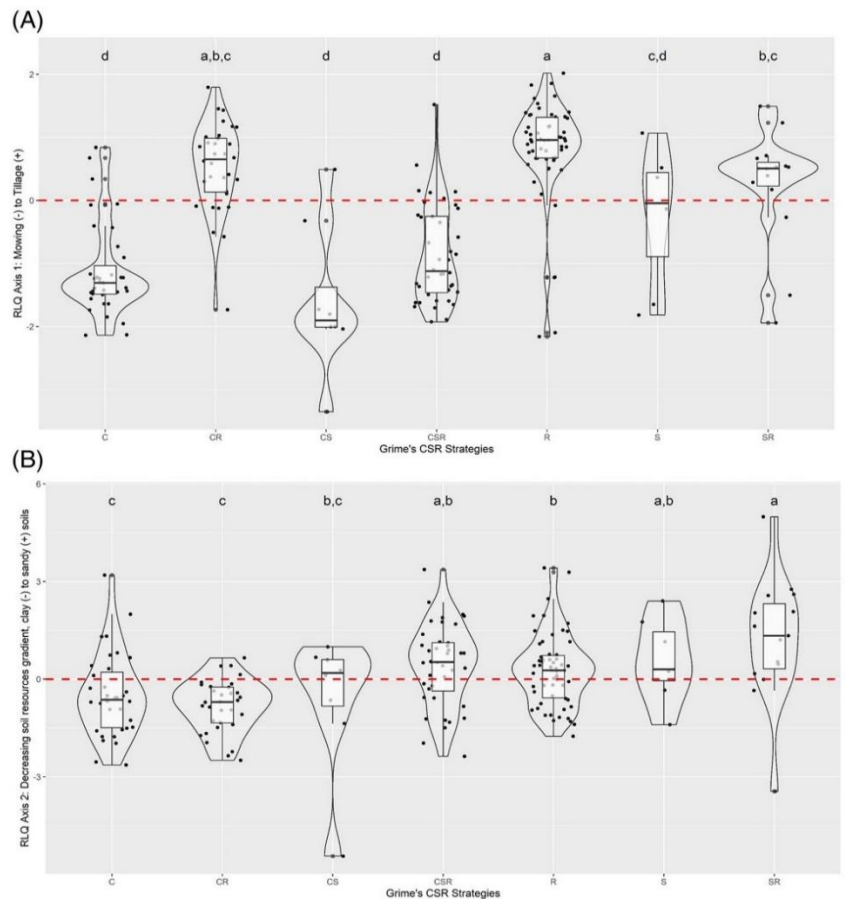 (A)
d a,b,c d d a c,d b,c
RLQ Axis 1: Mowing (-) to Tillage (+)
2
0
-2
C CR CS CSR R S SR
Grime's CSR Strategies
(B)
c c b,c a,b b a,b a
RLQ Axis 2: Decreasing soil resources gradient, clay (-) to sandy (+) soils
6
3
0
-3
C CR CS CSR R S SR
Grime's CSR Strategies